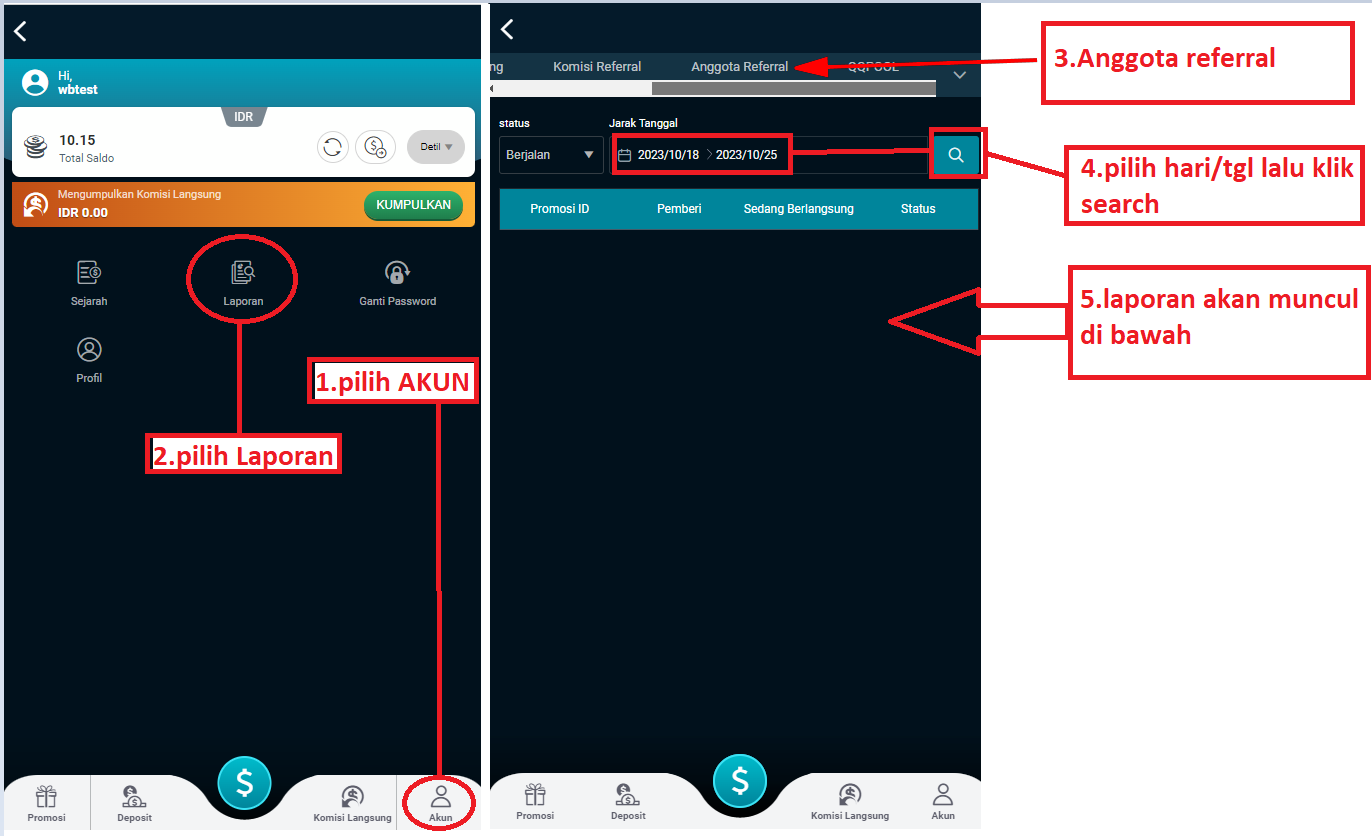 Hi,
wbtest
IDR
10.15
Total Saldo
Detil
Mengumpulkan Komisi Langsung
IDR 0.00
KUMPULKAN
Sejarah
Laporan
Ganti Password
Profil
1.pilih AKUN
2.pilih Laporan
Promosi
Deposit
$
Komisi Langsung
Akun
ng
Komisi Referral
Anggota Referral
QQPOOL
status
Jarak Tanggal
Berjalan
2023/10/18
2023/10/25
Promosi ID
Pemberi
Sedang Berlangsung
Status
Promosi
Deposit
$
Komisi Langsung
Akun
3.Anggota referral
4.pilih hari/tgl lalu klik
search
5.laporan akan muncul
di bawah